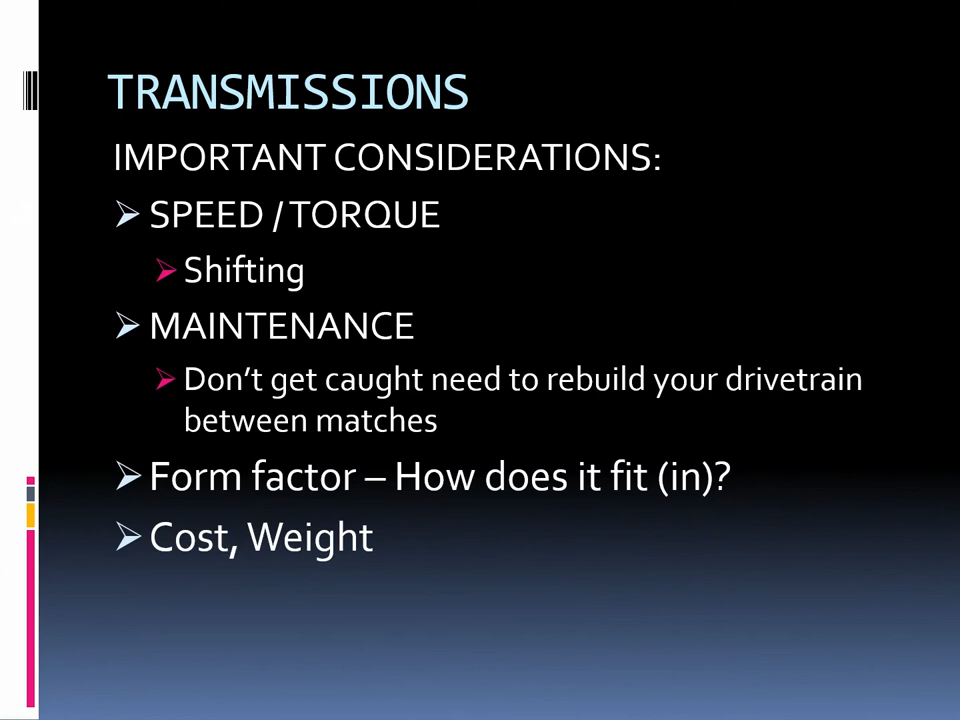 TRANSMISSIONS
IMPORTANT CONSIDERATIONS:
SPEED / TORQUE
Shifting
MAINTENANCE
Don’t get caught need to rebuild your drivetrain
between matches
Form factor – How does it fit (in)?
Cost, Weight